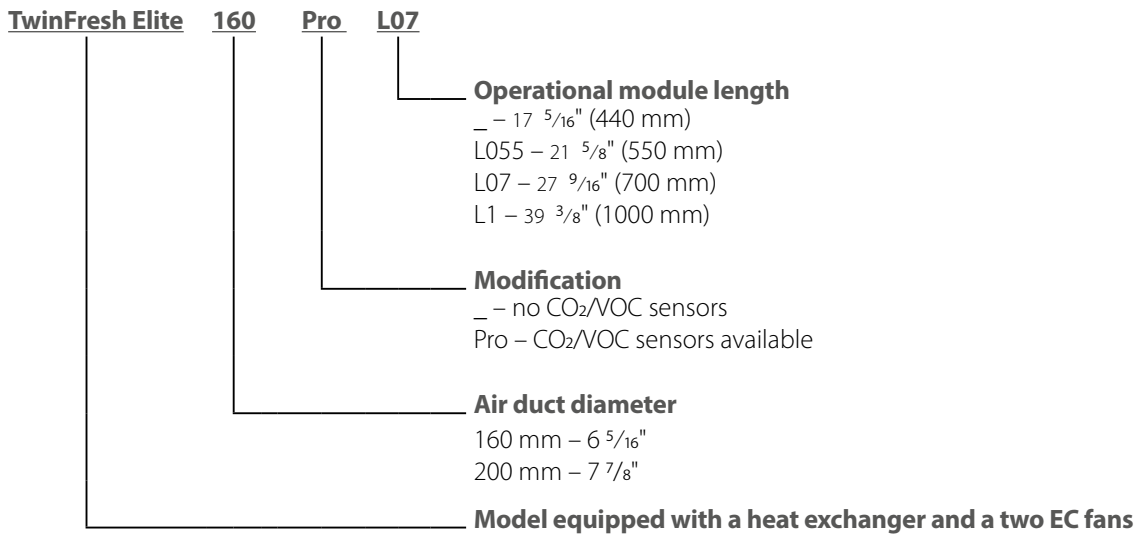 TwinFresh Elite 160 Pro L07
Operational module length
_ – 17 5/16" (440 mm)
L055 – 21 5/8" (550 mm)
L07 – 27 9/16" (700 mm)
L1 – 39 3/8" (1000 mm)
Modification
_ – no CO₂/VOC sensors
Pro – CO₂/VOC sensors available
Air duct diameter
160 mm – 6 5/16"
200 mm – 7 7/8"
Model equipped with a heat exchanger and a two EC fans